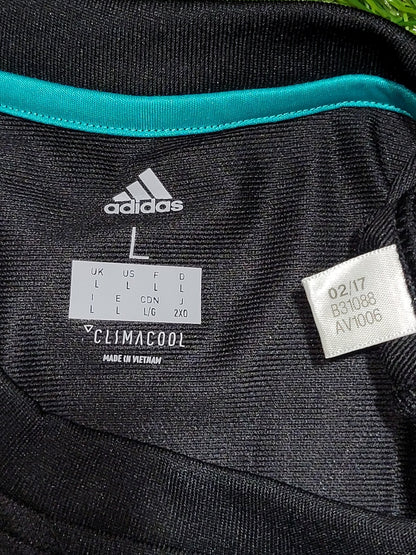 adidas
L
UK US F D
L L L L
I E CDN J
L L L/G 2XO
CLIMACOOL
MADE IN VIETNAM
02/17
B31088
AV1006